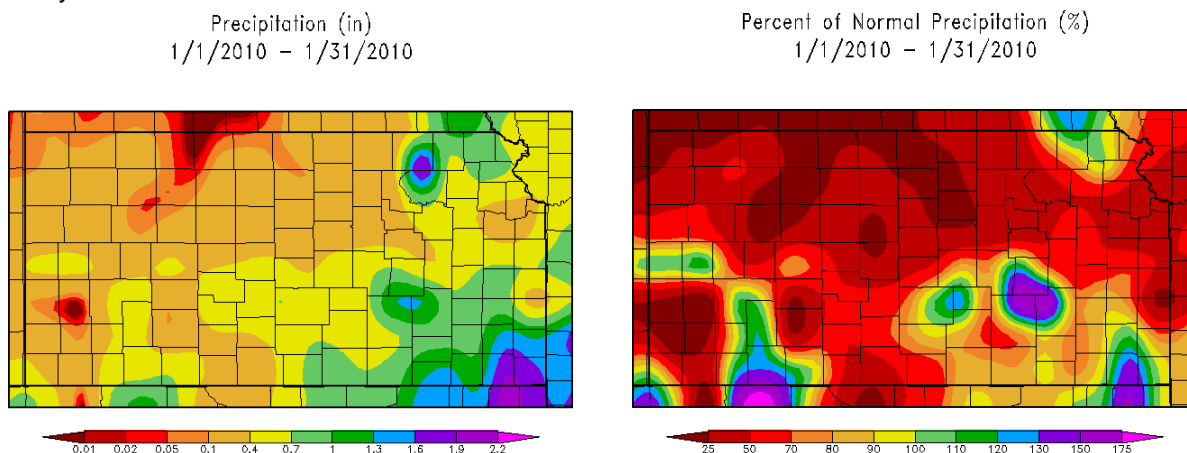 Precipitation (in)
1/1/2010 – 1/31/2010
0.01 0.02 0.05 0.1 0.4 0.7 1 1.3 1.6 1.9 2.2
Percent of Normal Precipitation (%)
1/1/2010 – 1/31/2010
25 50 70 80 90 100 110 120 130 150 175